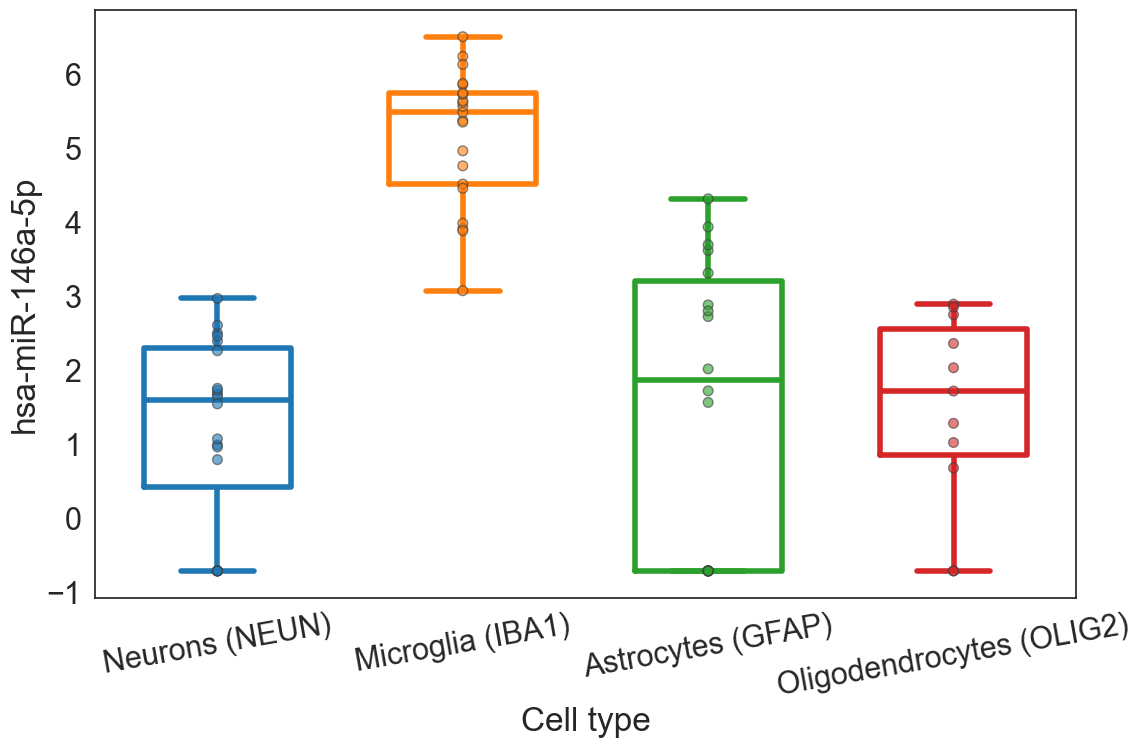 hsa-miR-146a-5p
6
5
4
3
2
1
0
−1
Neurons (NEUN)
Microglia (IBA1)
Astrocytes (GFAP)
Oligodendrocytes (OLIG2)
Cell type